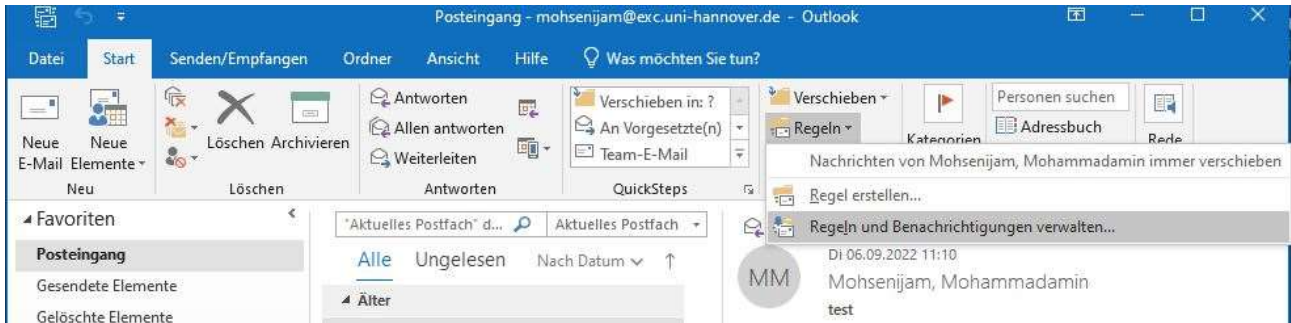 Posteingang - mohsenijam@exc.uni-hannover.de - Outlook
Datei Start Senden/Empfangen Ordner Ansicht Hilfe Was möchten Sie tun?
Neue E-Mail
Neue Elemente
Neu
Löschen Archivieren
Löschen
Antworten
Allen antworten
Weiterleiten
Antworten
Verschieben in: ?
An Vorgesetzte(n)
Team-E-Mail
QuickSteps
Verschieben
Regeln
Kategorien
Personen suchen
Adressbuch
Rede
Nachrichten von Mohsenijam, Mohammadamin immer verschieben
Regel erstellen...
Regeln und Benachrichtigungen verwalten...
Favoriten
Posteingang
Gesendete Elemente
Gelöschte Elemente
"Aktuelles Postfach" d... Aktuelles Postfach
Alle Ungelesen Nach Datum
Älter
MM
Di 06.09.2022 11:10
Mohsenijam, Mohammadamin
test